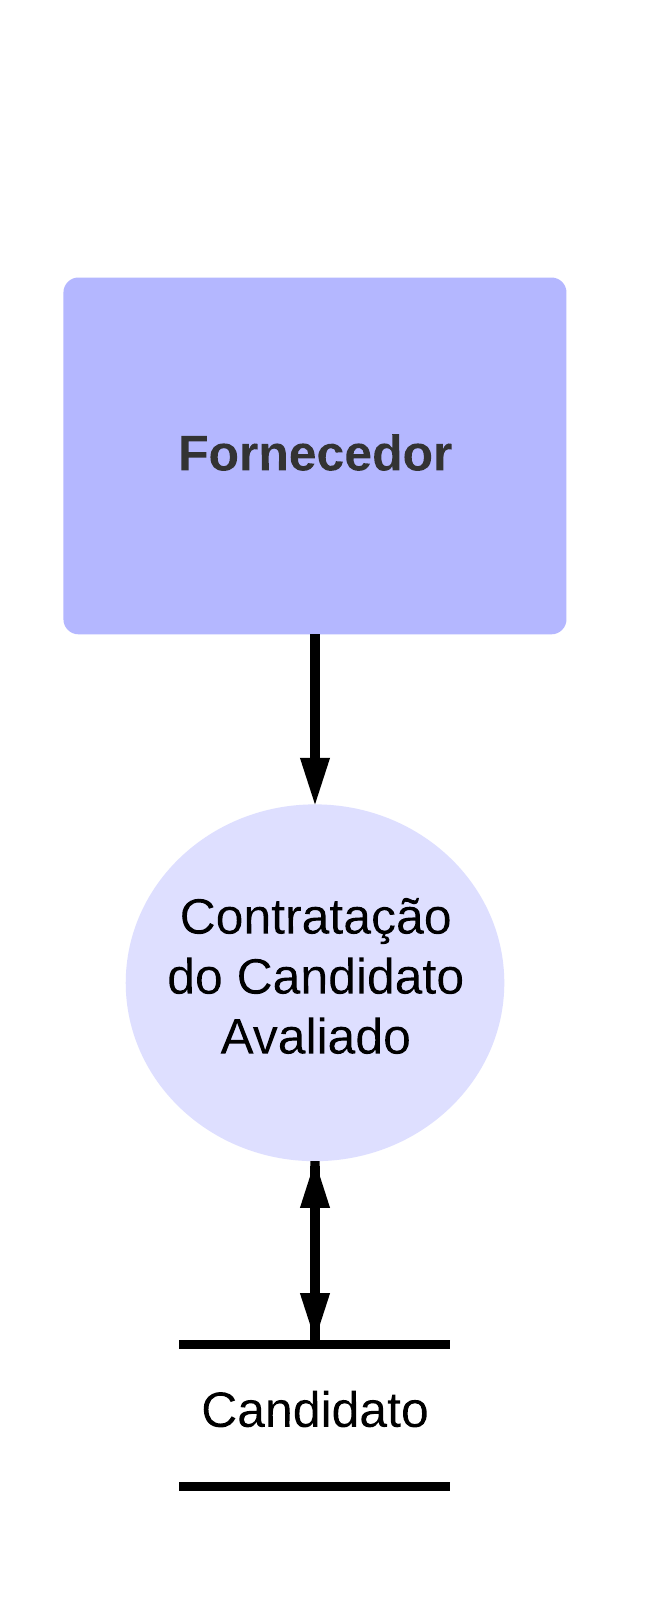 Fornecedor
Contratação
do Candidato
Avaliado
Candidato